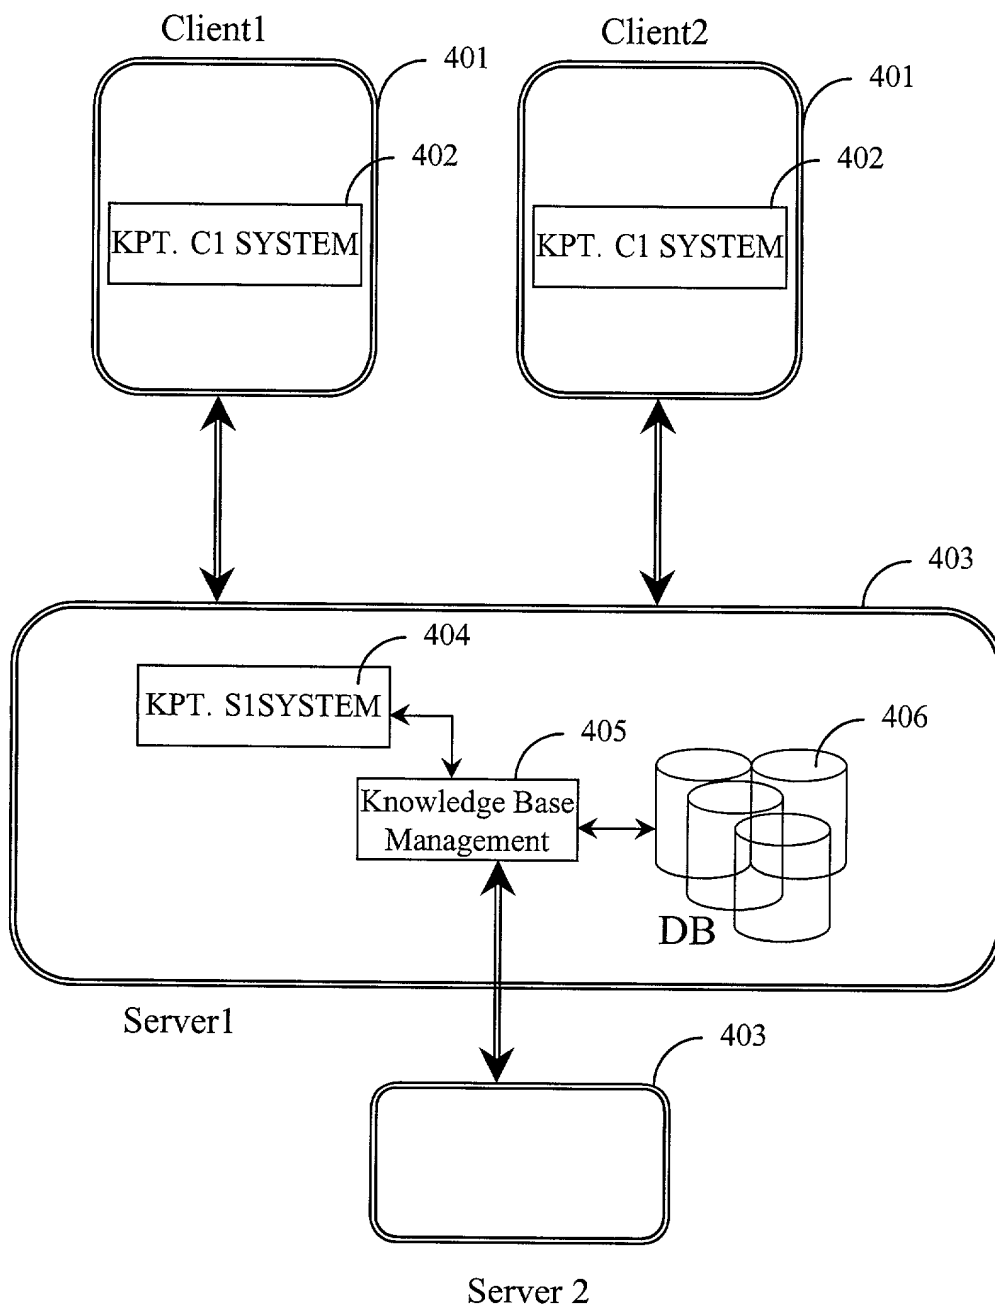 Client1
Client2
401
401
402
402
KPT. C1 SYSTEM
KPT. C1 SYSTEM
403
404
KPT. S1SYSTEM
405
406
Knowledge Base
Management
DB
Server1
403
Server 2